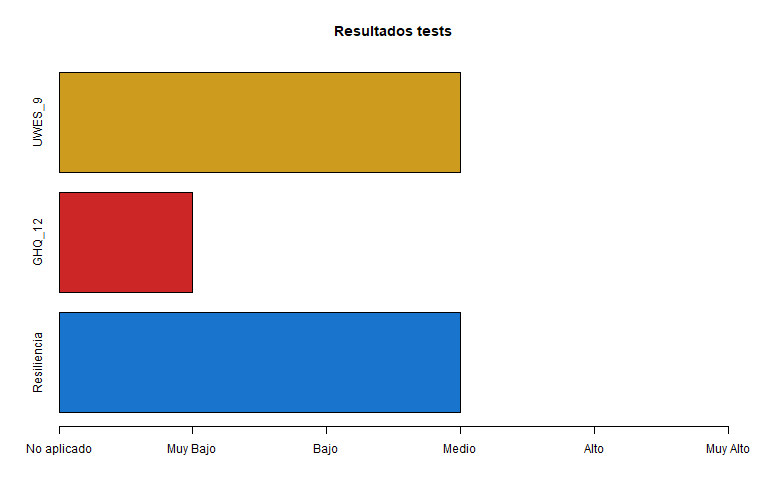 Resultados tests
UWES_9
GHQ_12
Resiliencia
No aplicado
Muy Bajo
Bajo
Medio
Alto
Muy Alto